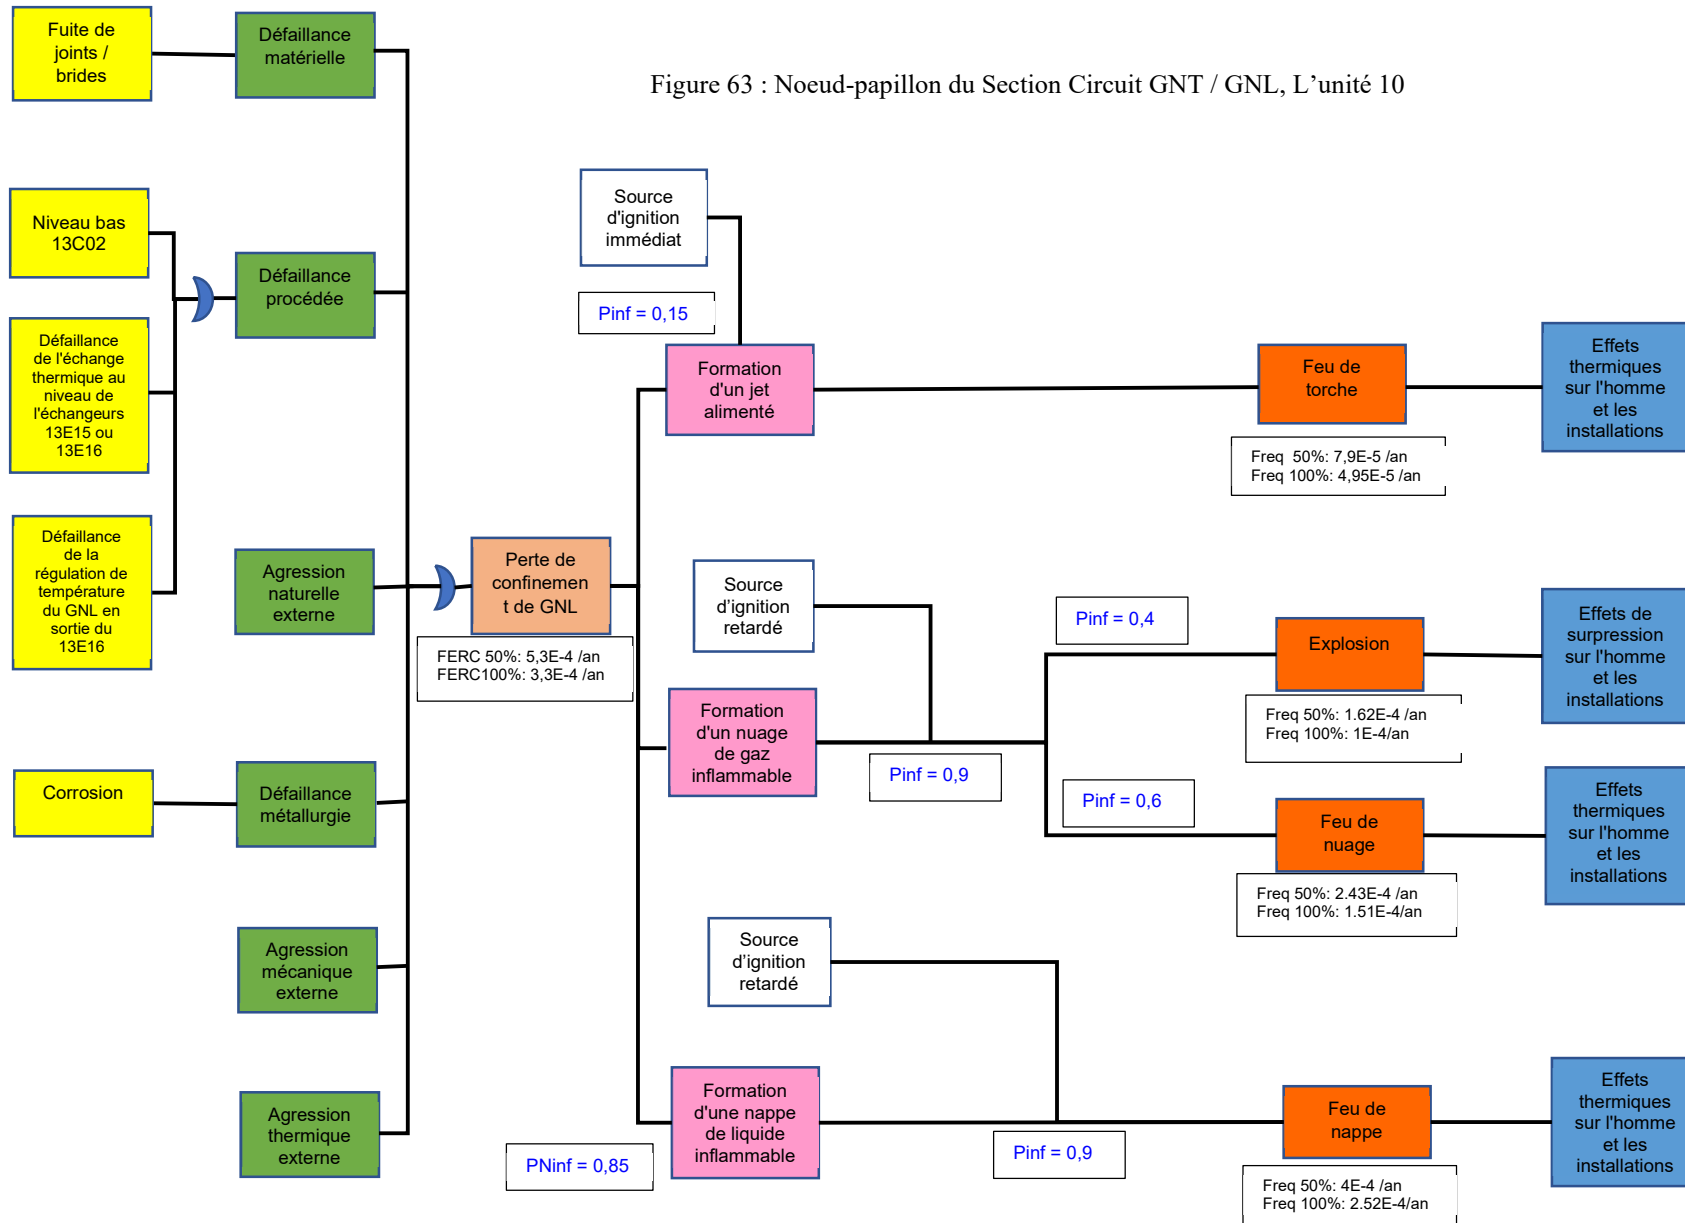 Figure 63 : Noeud-papillon du Section Circuit GNT / GNL, L'unité 10
Fuite de
joints /
brides
Défaillance
matérielle
Niveau bas
13C02
Défaillance
procédée
Défaillance
de l'échange
thermique au
niveau de
l'échangeurs
13E15 ou
13E16
Défaillance
de la
régulation de
température
du GNL en
sortie du
13E16
Agression
naturelle
externe
Corrosion
Défaillance
métallurgie
Agression
mécanique
externe
Agression
thermique
externe
Perte de
confinemen
t de GNL
FERC 50%: 5,3E-4 /an
FERC100%: 3,3E-4 /an
Source
d'ignition
immédiat
Pinf = 0,15
Formation
d'un jet
alimenté
Feu de
torche
Freq  50%: 7,9E-5 /an
Freq 100%: 4,95E-5 /an
Effets
thermiques
sur l'homme
et les
installations
Source
d’ignition
retardé
Formation
d'un nuage
de gaz
inflammable
Pinf = 0,9
Pinf = 0,4
Explosion
Freq 50%: 1.62E-4 /an
Freq 100%: 1E-4/an
Effets de
surpression
sur l'homme
et les
installations
Pinf = 0,6
Feu de
nuage
Freq 50%: 2.43E-4 /an
Freq 100%: 1.51E-4/an
Effets
thermiques
sur l'homme
et les
installations
Source
d’ignition
retardé
PNinf = 0,85
Formation
d'une nappe
de liquide
inflammable
Pinf = 0,9
Feu de
nappe
Freq 50%: 4E-4 /an
Freq 100%: 2.52E-4/an
Effets
thermiques
sur l'homme
et les
installations